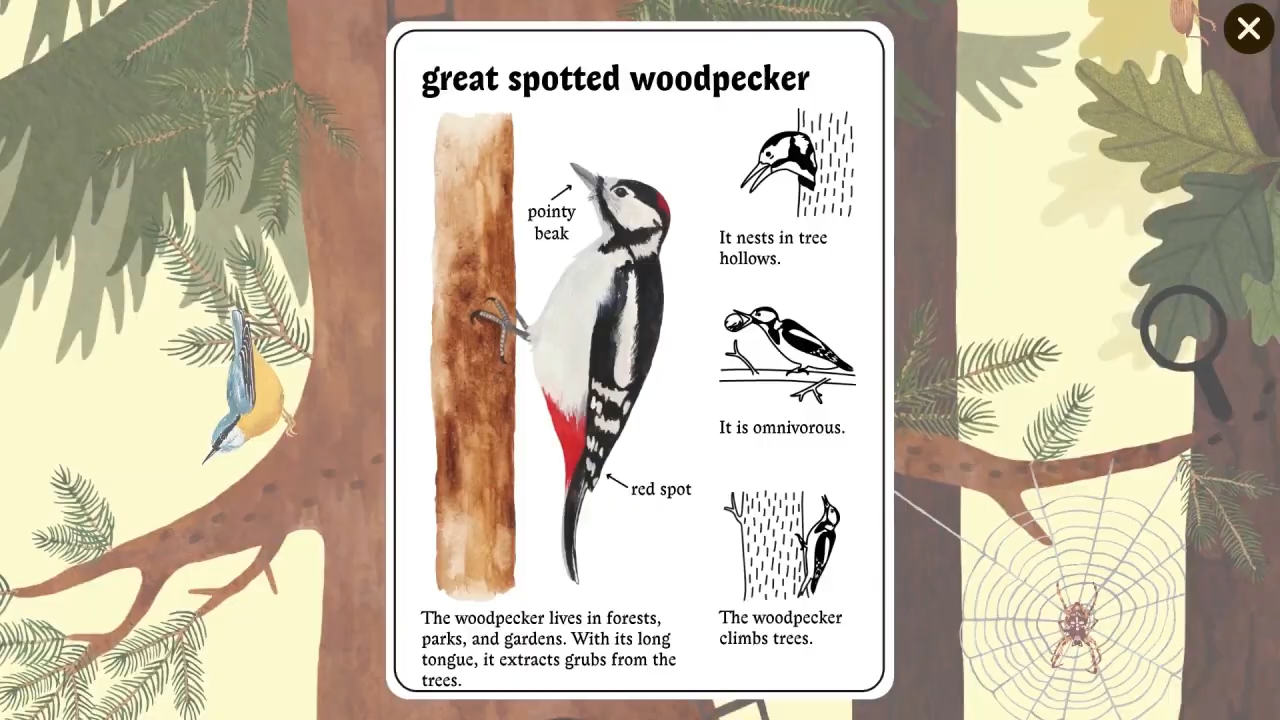 great spotted woodpecker
pointy
beak
It nests in tree
hollows.
It is omnivorous.
red spot
The woodpecker lives in forests,
parks, and gardens. With its long
tongue, it extracts grubs from the
trees.
The woodpecker
climbs trees.